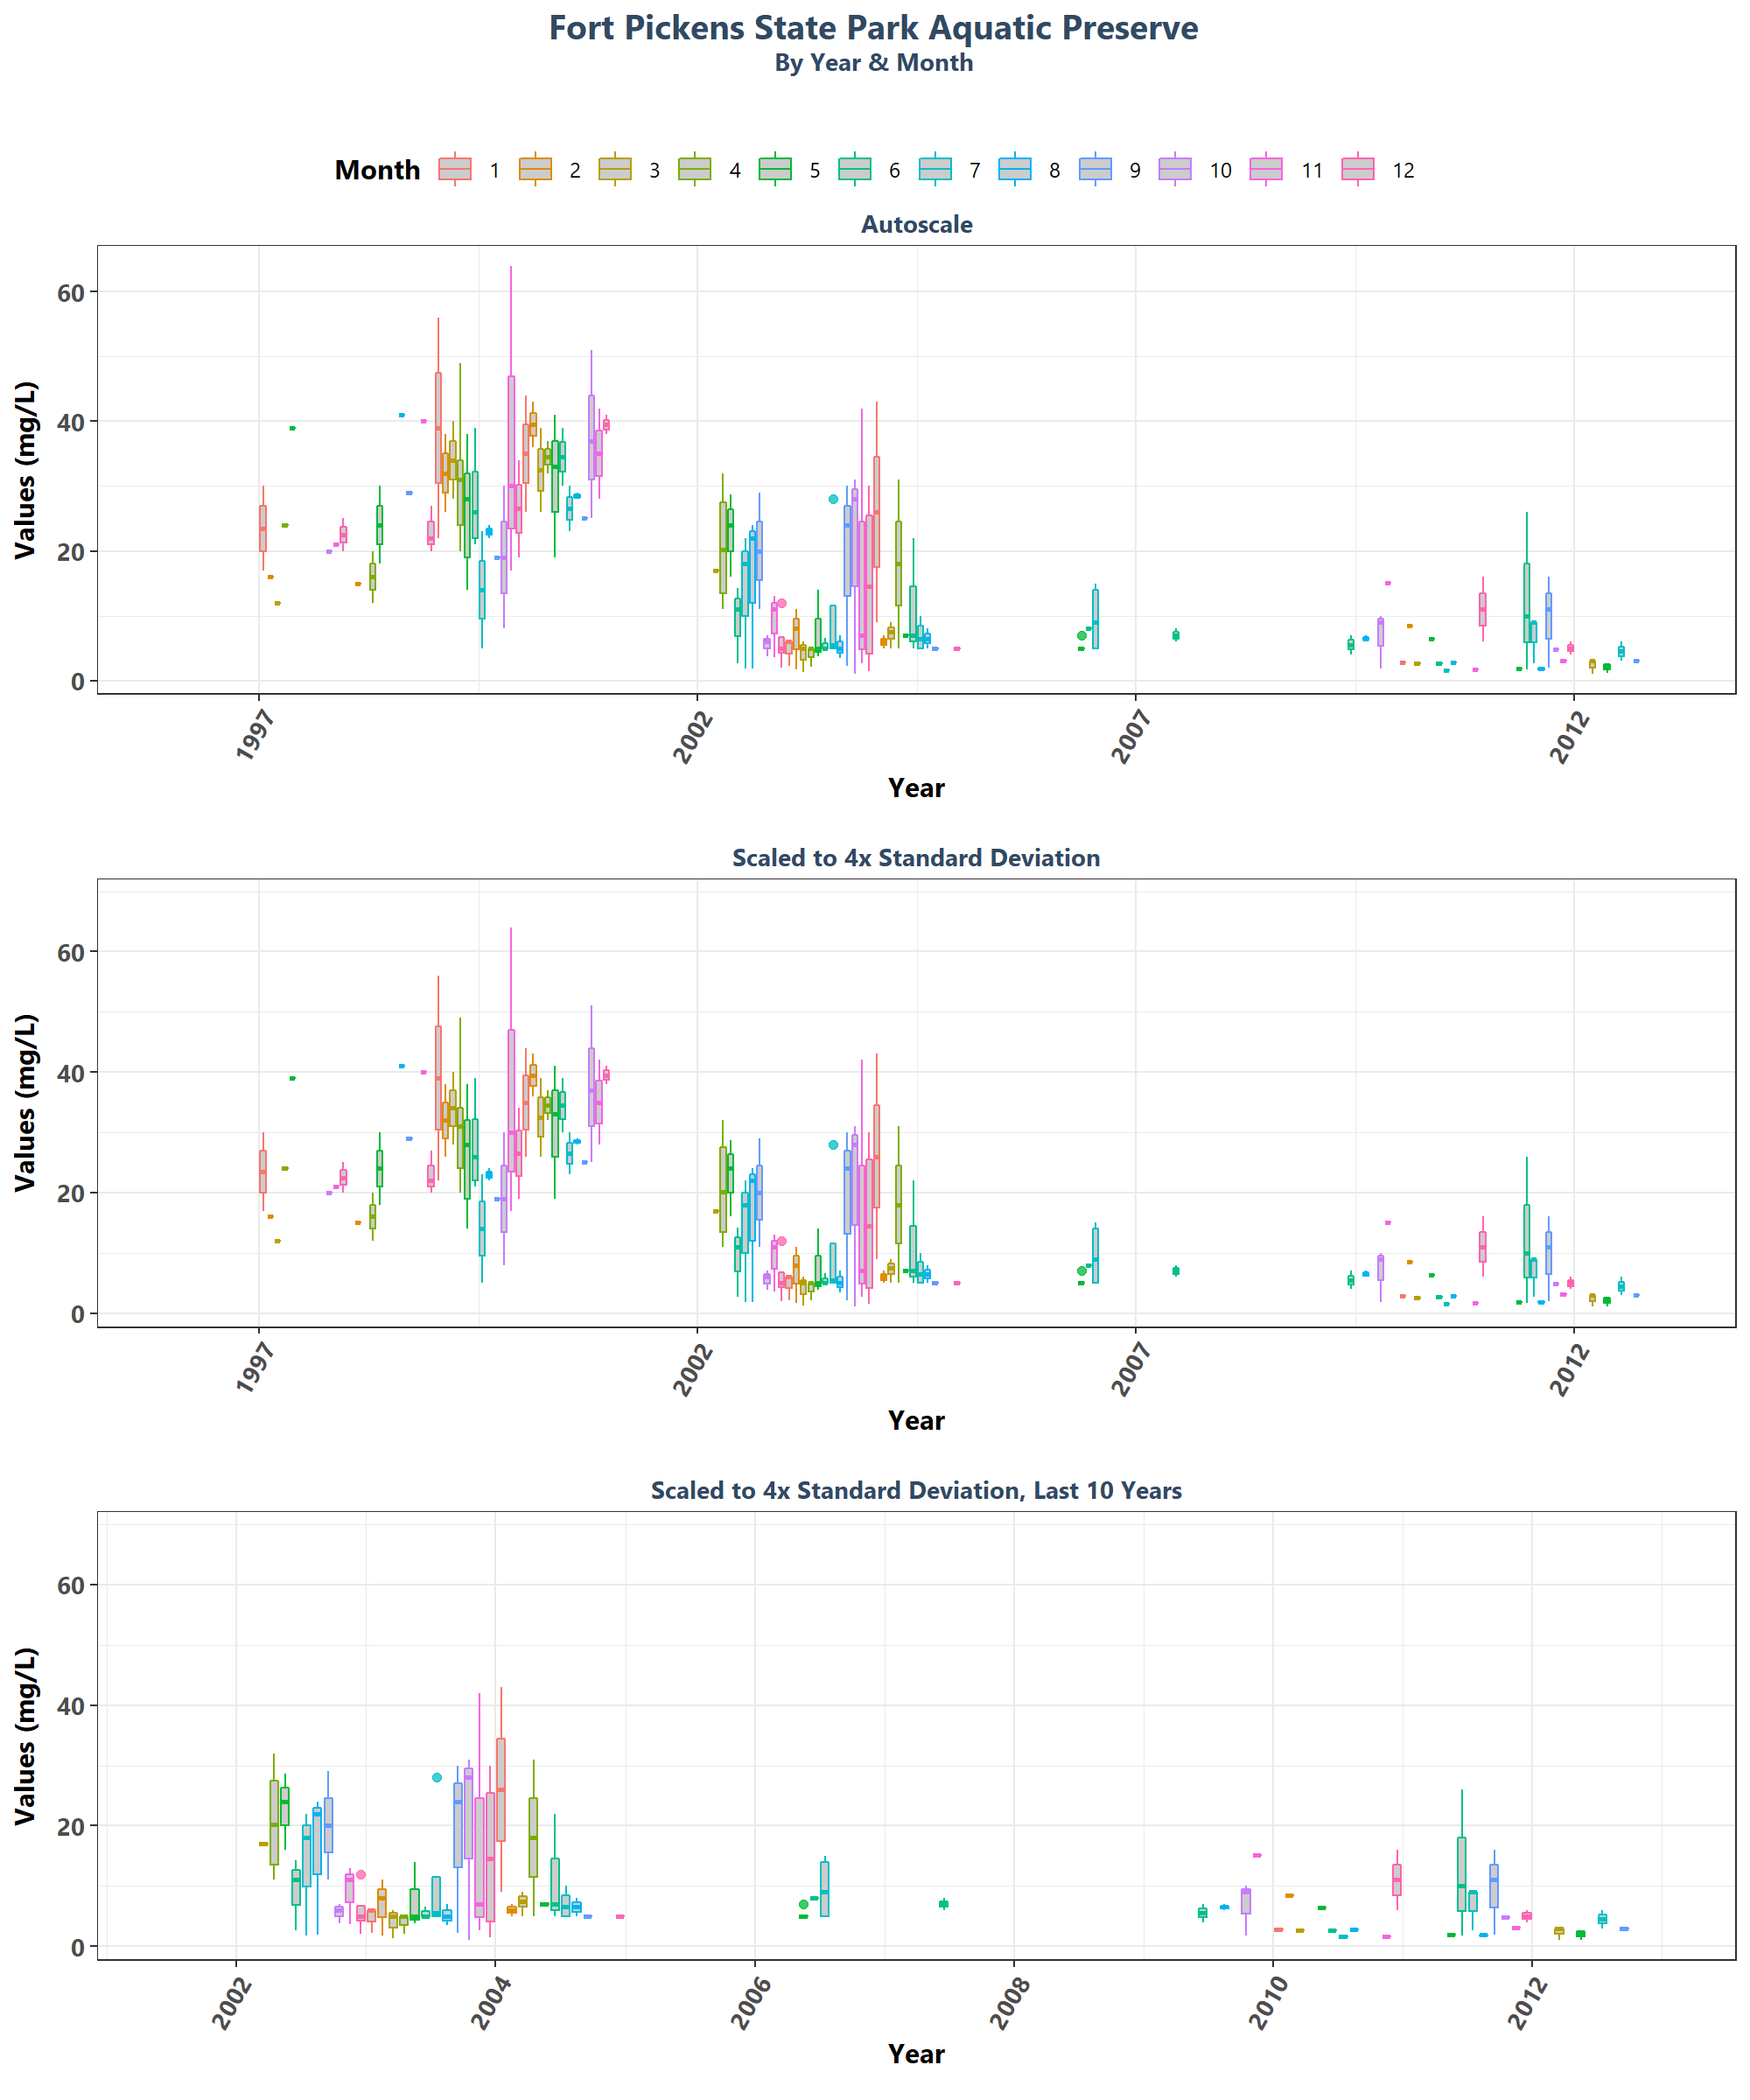 Fort Pickens State Park Aquatic Preserve
By Year & Month
Month 1 2 3 4 5 6 7 8 9 10 11 12
Autoscale
Values (mg/L)
60
40
20
0
1997 2002 2007 2012
Year
Scaled to 4x Standard Deviation
Values (mg/L)
60
40
20
0
1997 2002 2007 2012
Year
Scaled to 4x Standard Deviation, Last 10 Years
Values (mg/L)
60
40
20
0
2002 2004 2006 2008 2010 2012
Year